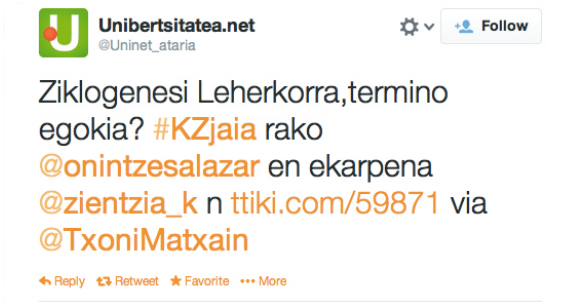 Unibertsitatea.net
@Uninet_ataria
Follow
Ziklogenesi Leherkorra,termino
egokia? #KZjaia rako
@onintzesalazar en ekarpena
@zientzia_k n ttiki.com/59871 via
@TxoniMatxain
Reply Retweet Favorite More